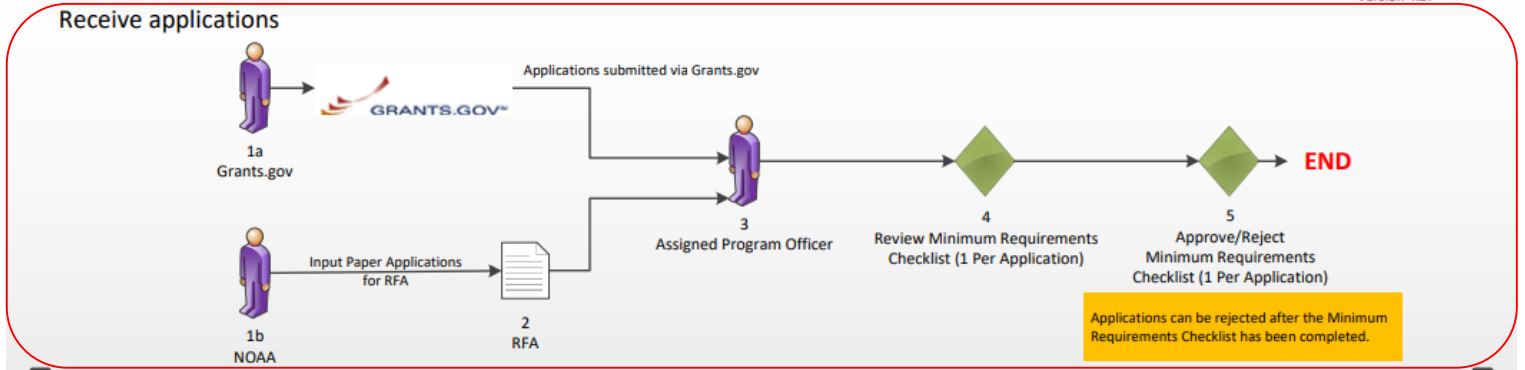 Receive applications
Applications submitted via Grants.gov
GRANTS.GOV℠
1a
Grants.gov
3
Assigned Program Officer
4
Review Minimum Requirements
Checklist (1 Per Application)
5
Approve/Reject
Minimum Requirements
Checklist (1 Per Application)
END
Input Paper Applications
for RFA
1b
NOAA
2
RFA
Applications can be rejected after the Minimum
Requirements Checklist has been completed.